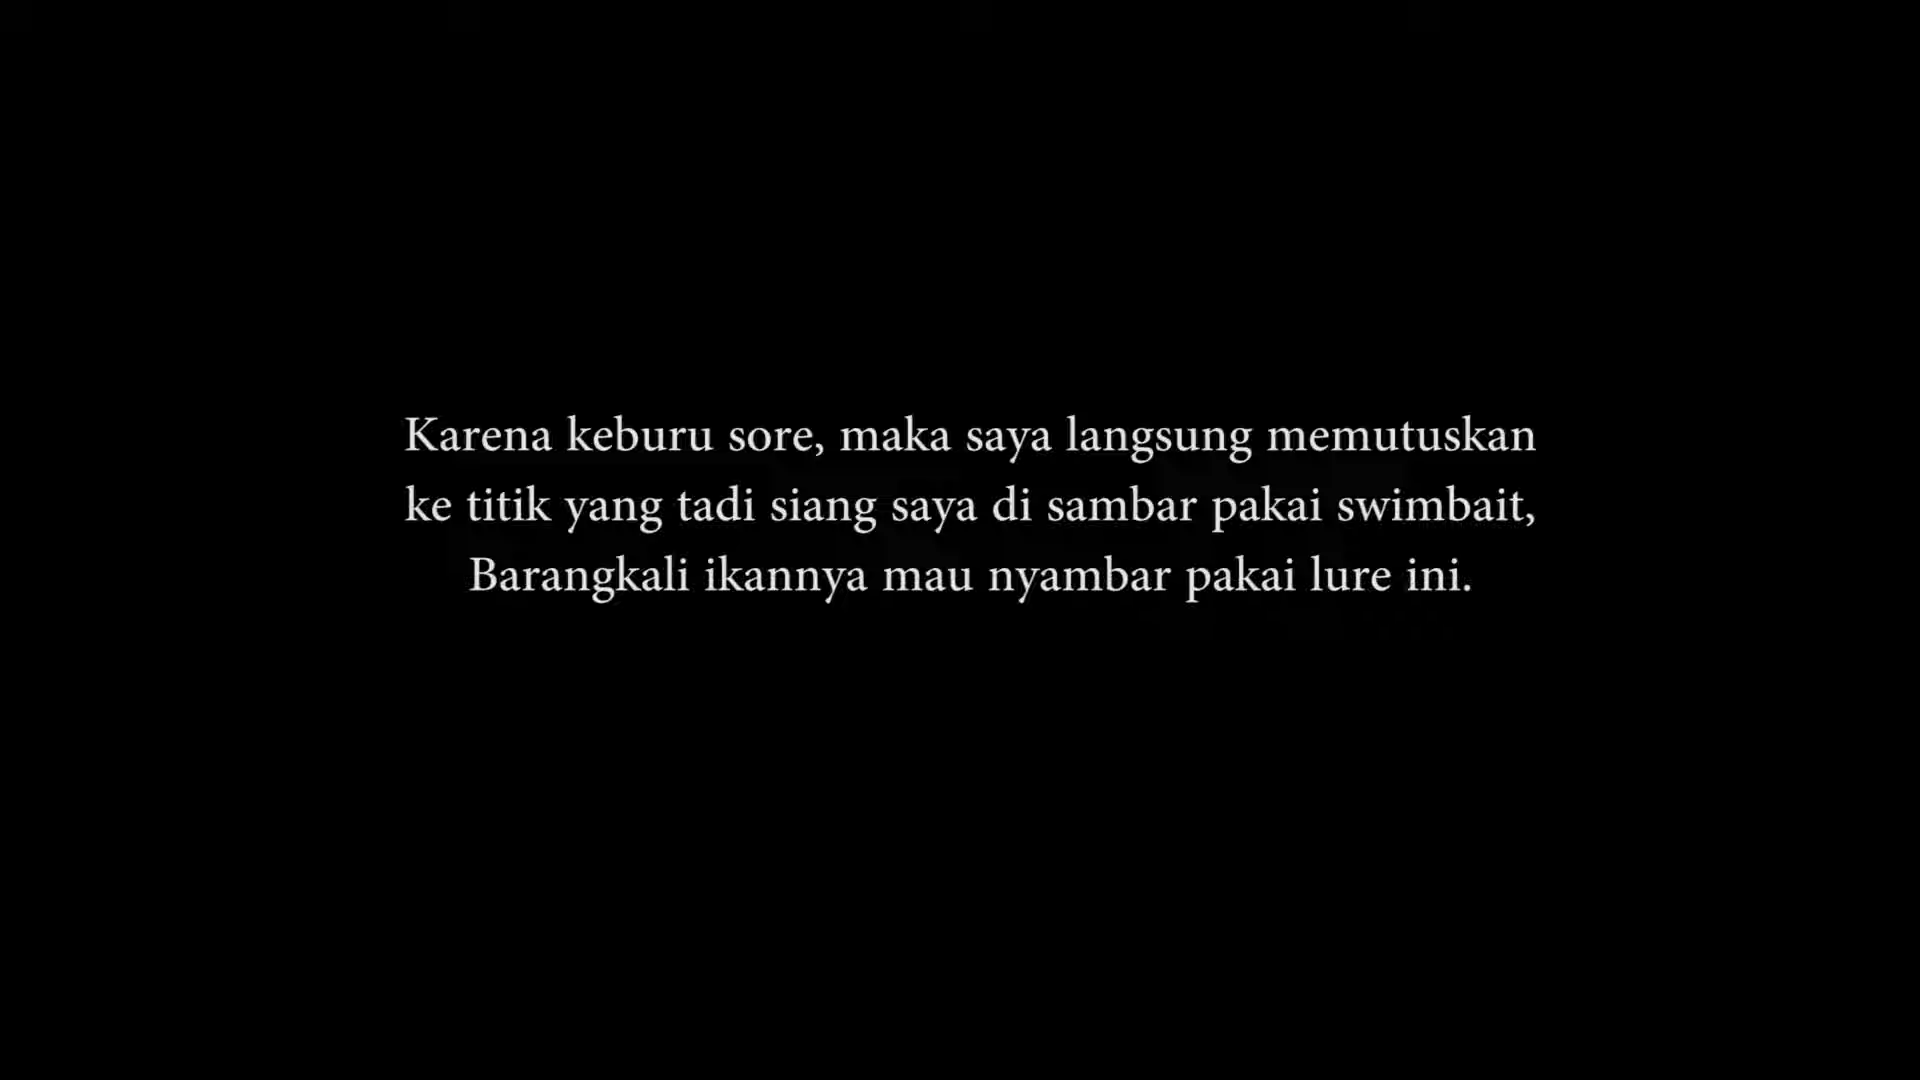 Karena keburu sore, maka saya langsung memutuskan
ke titik yang tadi siang saya di sambar pakai swimbait,
Barangkali ikannya mau nyambar pakai lure ini.